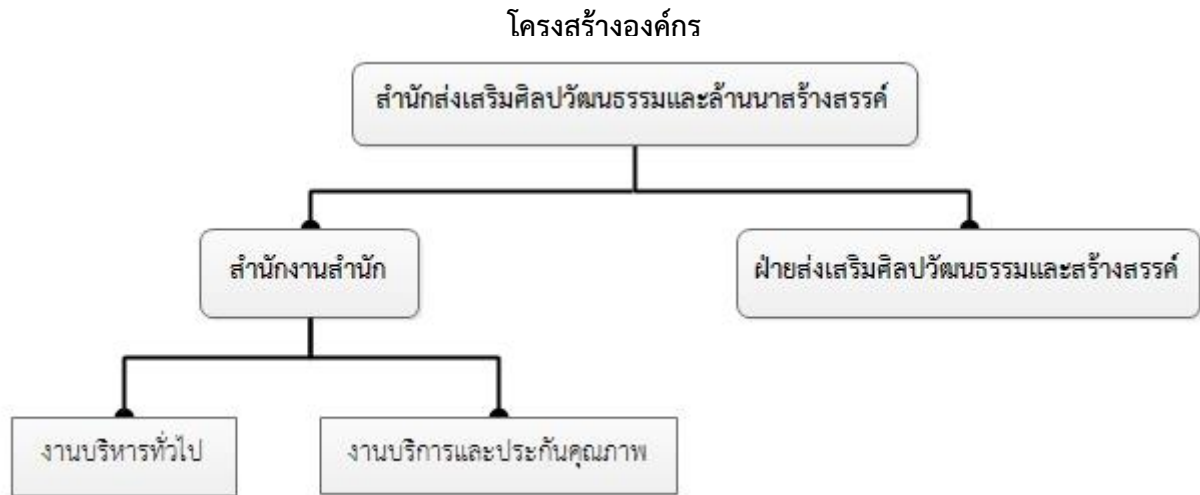 โครงสร้างองค์กร
สำนักส่งเสริมศิลปวัฒนธรรมและล้านนาสร้างสรรค์
สำนักงานสำนัก
ฝ่ายส่งเสริมศิลปวัฒนธรรมและสร้างสรรค์
งานบริหารทั่วไป
งานบริการและประกันคุณภาพ